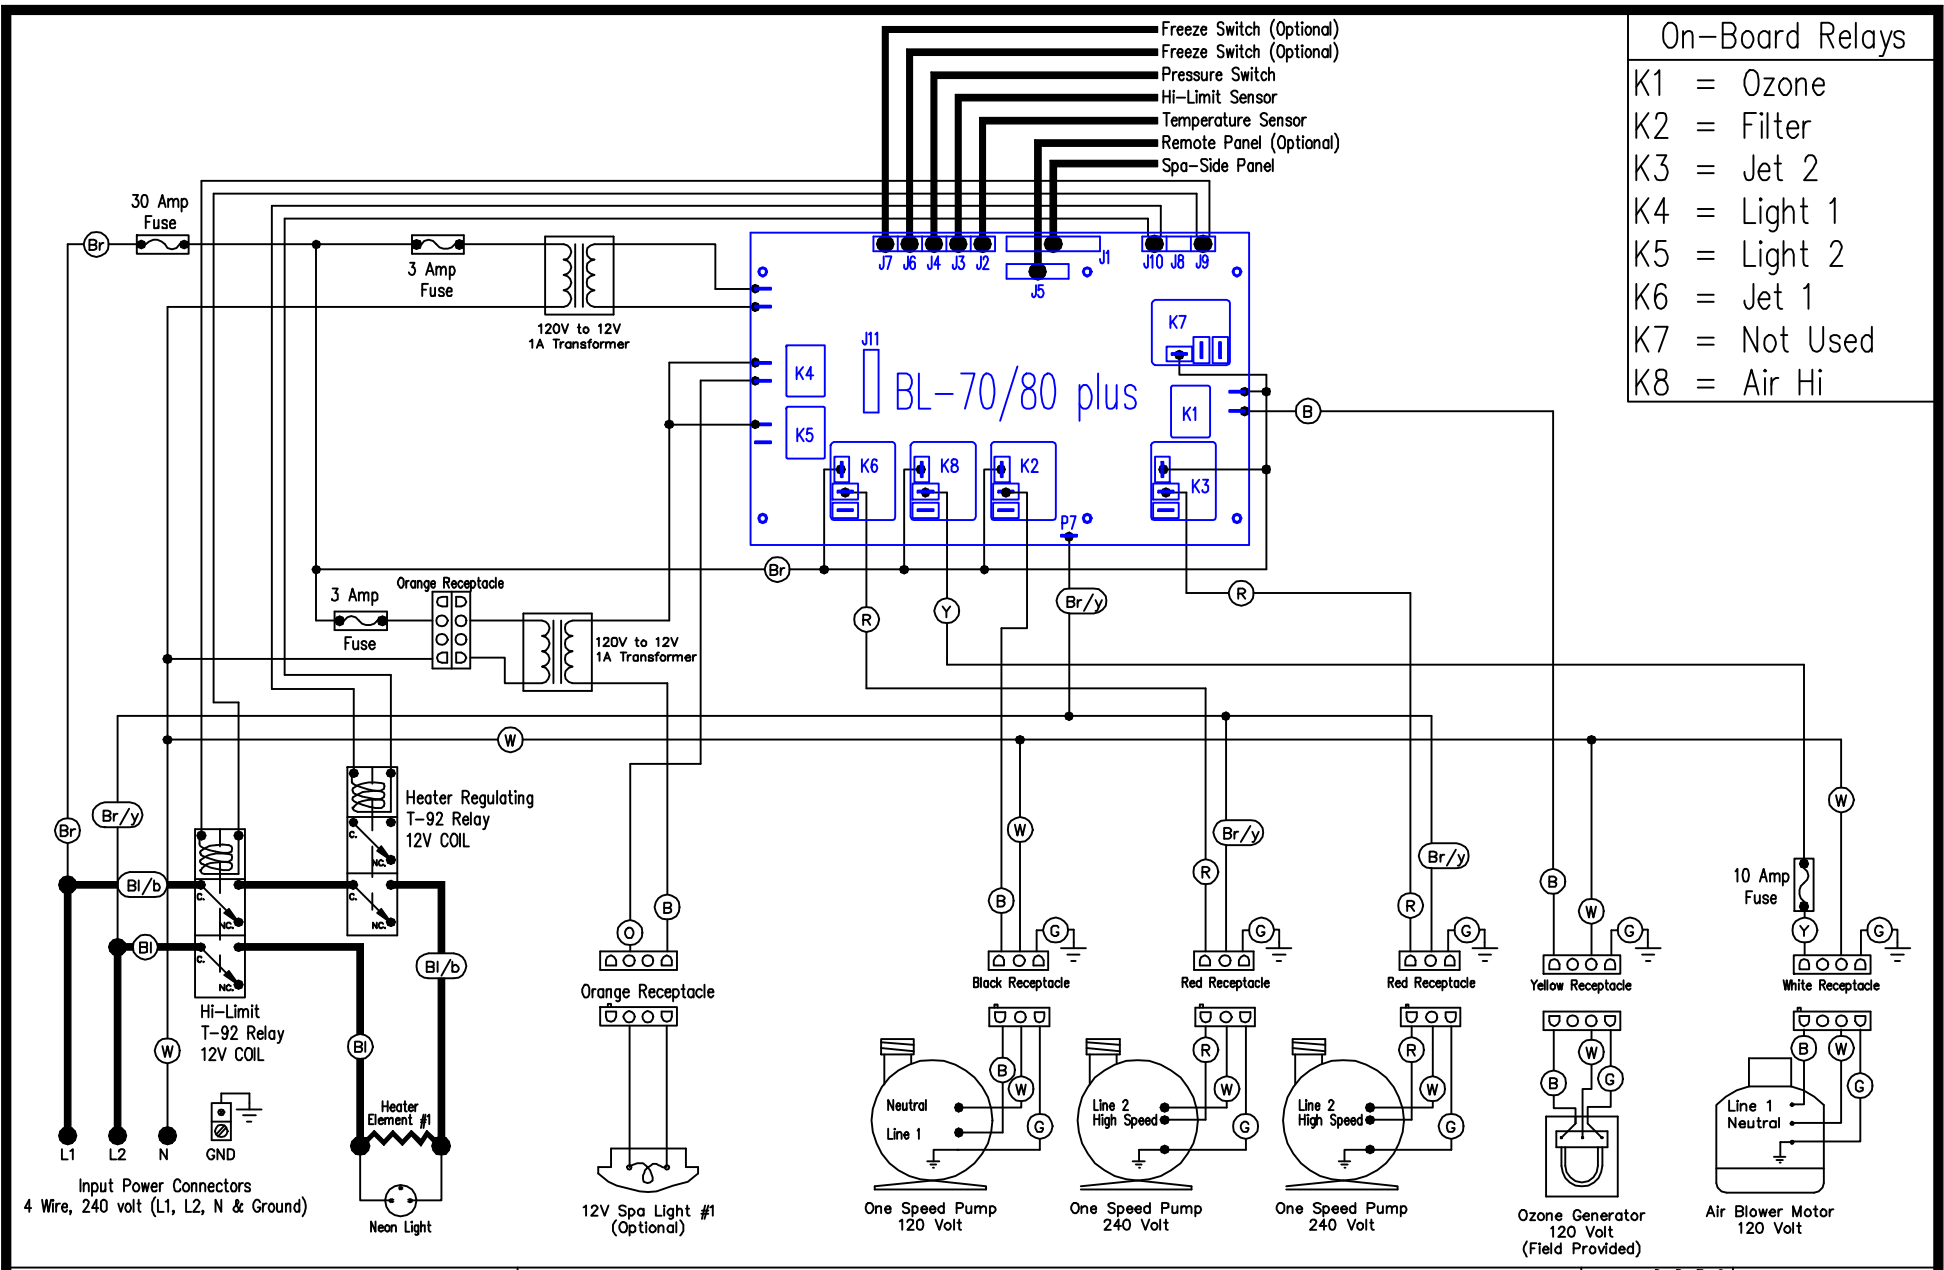 Freeze Switch (Optional)
Freeze Switch (Optional)
Pressure Switch
Hi-Limit Sensor
Temperature Sensor
Remote Panel (Optional)
Spa-Side Panel
On-Board Relays
K1 = Ozone
K2 = Filter
K3 = Jet 2
K4 = Light 1
K5 = Light 2
K6 = Jet 1
K7 = Not Used
K8 = Air Hi
30 Amp
Fuse
Br
3 Amp
Fuse
120V to 12V
1A Transformer
J7 J6 J4 J3 J2 J1 J10 J8 J9
J5
K7
J11
K4
BL-70/80 plus
K1
B
K5
K6 K8 K2 K3
P7
Br
Orange Receptacle
3 Amp
Fuse
120V to 12V
1A Transformer
R
Y
Br/y
R
W
Br
Br/y
Heater Regulating
T-92 Relay
12V COIL
C.
NC.
C.
NC.
Bl/b
C.
NC.
Bl
C.
NC.
Bl/b
Hi-Limit
T-92 Relay
12V COIL
W
Bl
Heater
Element #1
L1 L2 N GND
Input Power Connectors
4 Wire, 240 volt (L1, L2, N & Ground)
Neon Light
O
B
Orange Receptacle
12V Spa Light #1
(Optional)
B
W
G
Black Receptacle
B
W
G
Neutral
Line 1
One Speed Pump
120 Volt
R
Br/y
G
Red Receptacle
R
W
G
Line 2
High Speed
One Speed Pump
240 Volt
R
Br/y
G
Red Receptacle
R
W
G
Line 2
High Speed
One Speed Pump
240 Volt
B
W
G
Yellow Receptacle
B
W
G
Ozone Generator
120 Volt
(Field Provided)
W
10 Amp
Fuse
Y
G
White Receptacle
B
W
G
Line 1
Neutral
Air Blower Motor
120 Volt